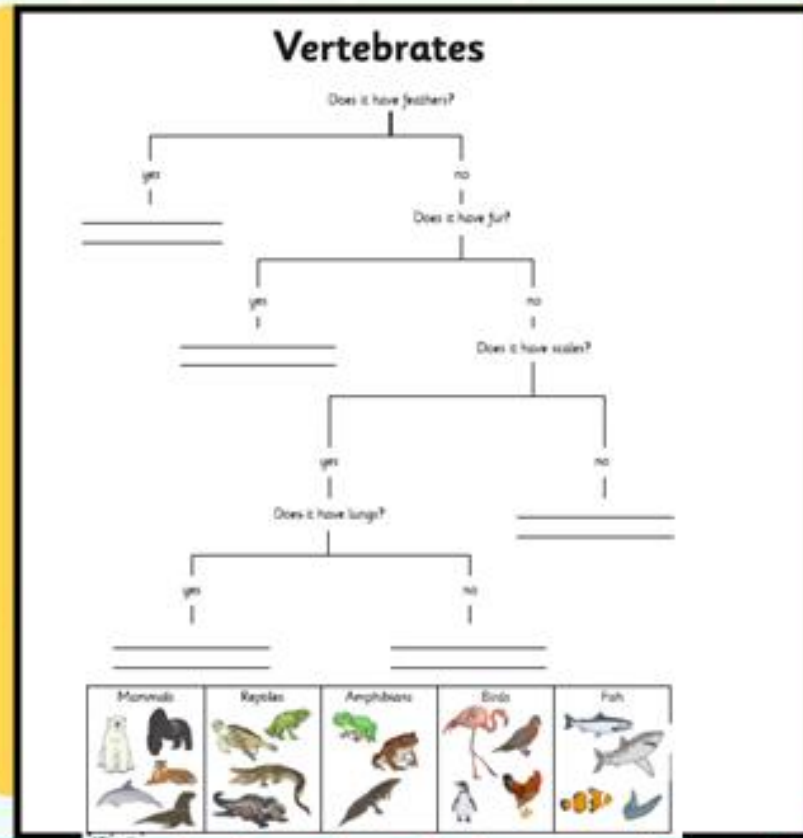 Vertebrates
Does it have feathers?
yes
no
Does it have fur?
yes
no
Does it have scales?
yes
no
Does it have lungs?
yes
no
Mammals
Reptiles
Amphibians
Birds
Fish